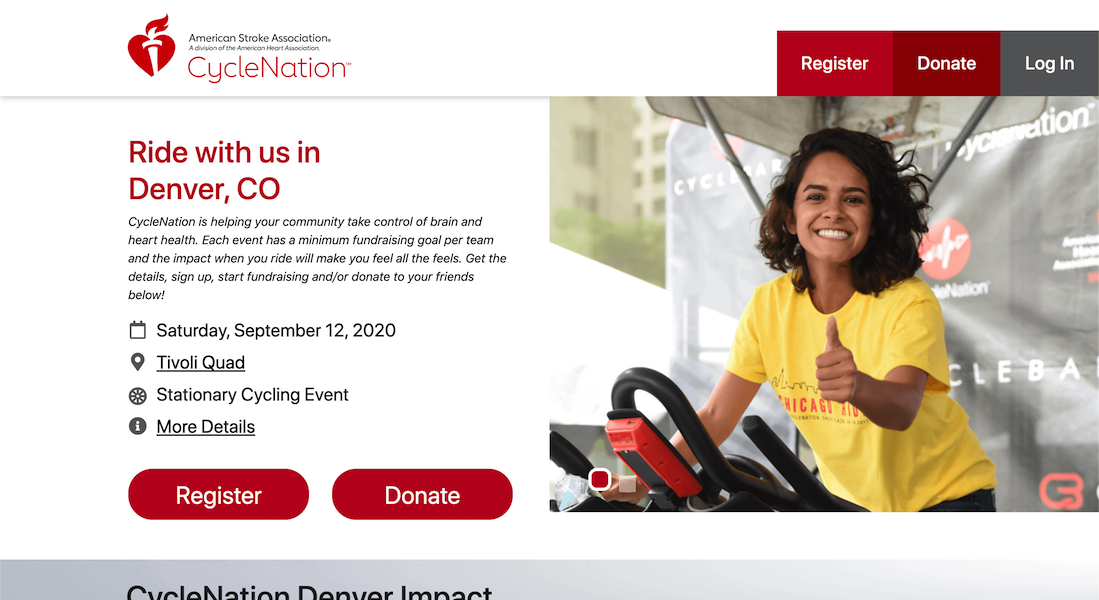 American Stroke Association®
A division of the American Heart Association.
CycleNation™
Register
Donate
Log In
Ride with us in
Denver, CO
CycleNation is helping your community take control of brain and
heart health. Each event has a minimum fundraising goal per team
and the impact when you ride will make you feel all the feels. Get the
details, sign up, start fundraising and/or donate to your friends
below!
Saturday, September 12, 2020
Tivoli Quad
Stationary Cycling Event
More Details
Register
Donate
CYCLEBAR
Cyclenation
CLEBA
CHICAGO
CycleNation Denver Impact